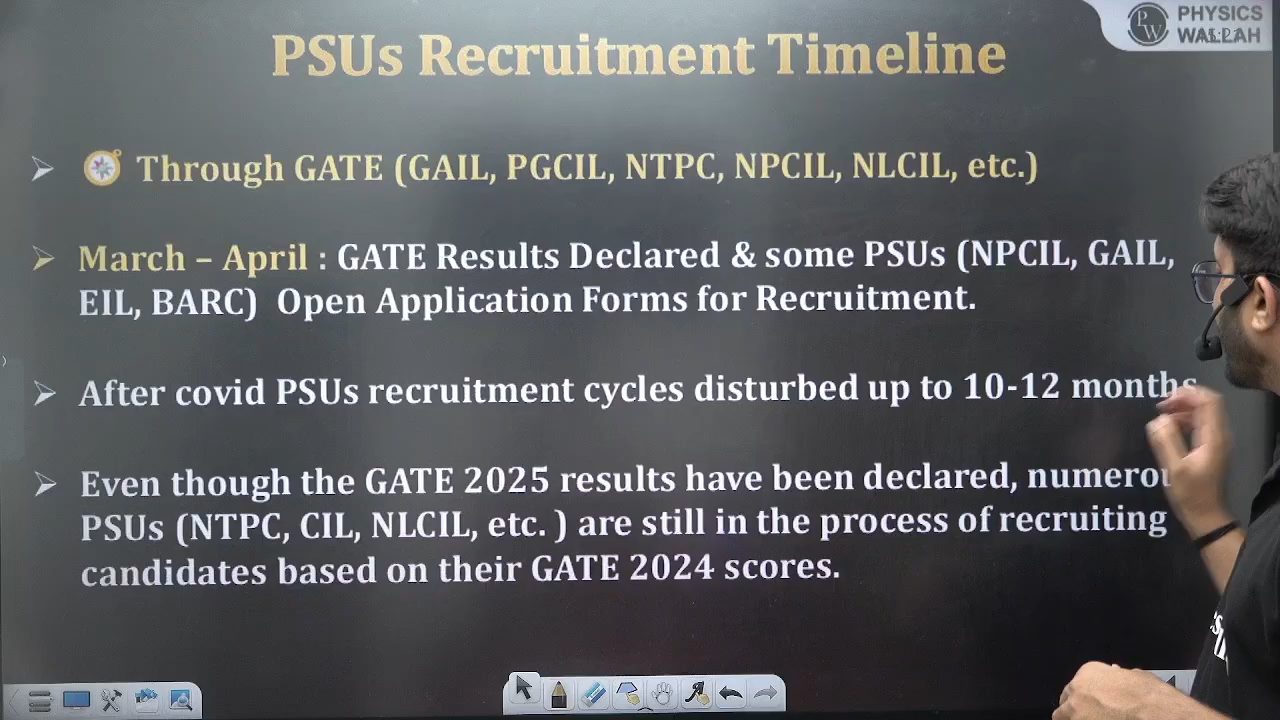 PHYSICS
WALLAH
PSUs Recruitment Timeline
Through GATE (GAIL, PGCIL, NTPC, NPCIL, NLCIL, etc.)
March – April : GATE Results Declared & some PSUs (NPCIL, GAIL,
EIL, BARC) Open Application Forms for Recruitment.
After covid PSUs recruitment cycles disturbed up to 10-12 months
Even though the GATE 2025 results have been declared, numerou
PSUs (NTPC, CIL, NLCIL, etc. ) are still in the process of recruiting
candidates based on their GATE 2024 scores.